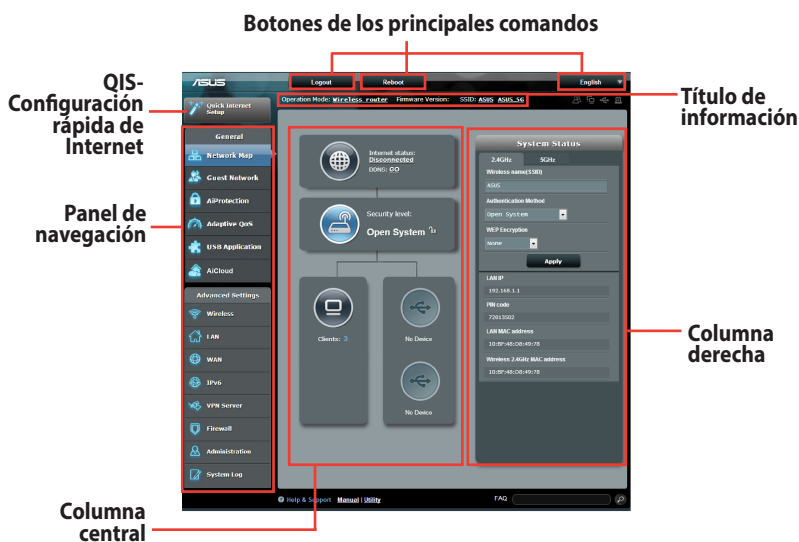 Botones de los principales comandos
QIS-
Configuración
rápida de
Internet
Panel de
navegación
Columna
central
Título de
información
Columna
derecha
ASUS
Logout
Reboot
English
Quick Internet
Setup
Operation Mode: Wireless router Firmware Version: SSID: ASUS ASUS_5G
General
Network Map
Guest Network
AiProtection
Adaptive QoS
USB Application
AiCloud
Advanced Settings
Wireless
LAN
WAN
IPv6
VPN Server
Firewall
Administration
System Log
Internet status:
Disconnected
DDNS: GO
Security level:
Open System
Clients: 3
No Device
No Device
System Status
2.4GHz 5GHz
Wireless name(SSID)
ASUS
Authentication Method
Open System
WEP Encryption
None
Apply
LAN IP
192.168.1.1
PIN code
72013502
LAN MAC address
10:BF:48:D8:49:78
Wireless 2.4GHz MAC address
10:BF:48:D8:49:78
Help & Support Manual | Utility
FAQ